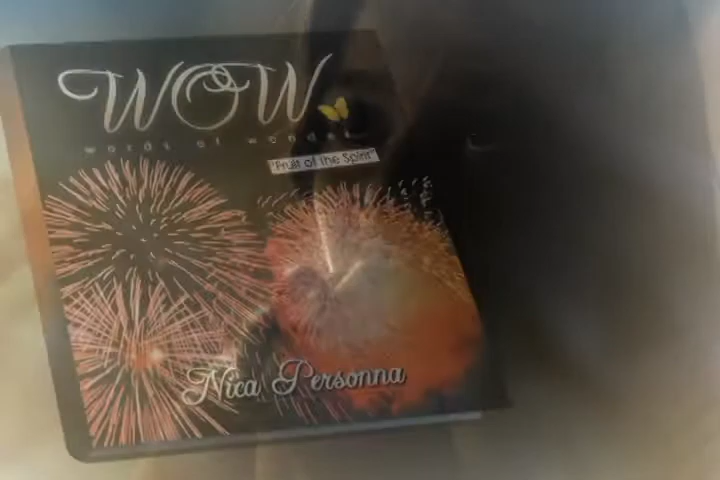 WOW
words of wonder
"Fruit of the Spirit"
Nica Personna